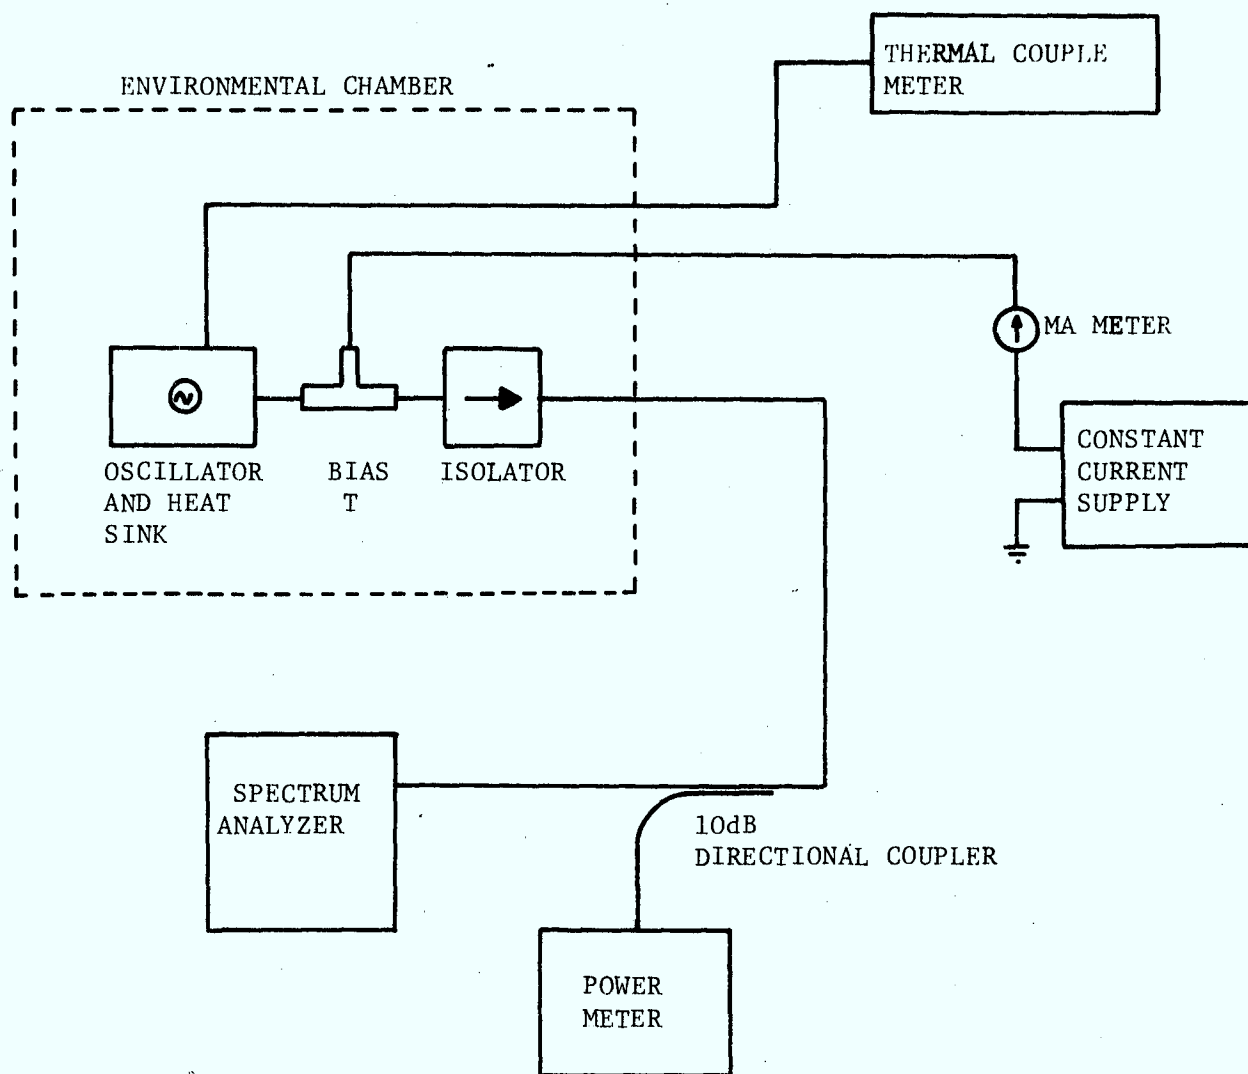 THERMAL COUPLE
METER
ENVIRONMENTAL CHAMBER
MA METER
CONSTANT
CURRENT
SUPPLY
OSCILLATOR
AND HEAT
SINK
BIAS
T
ISOLATOR
SPECTRUM
ANALYZER
10dB
DIRECTIONAL COUPLER
POWER
METER